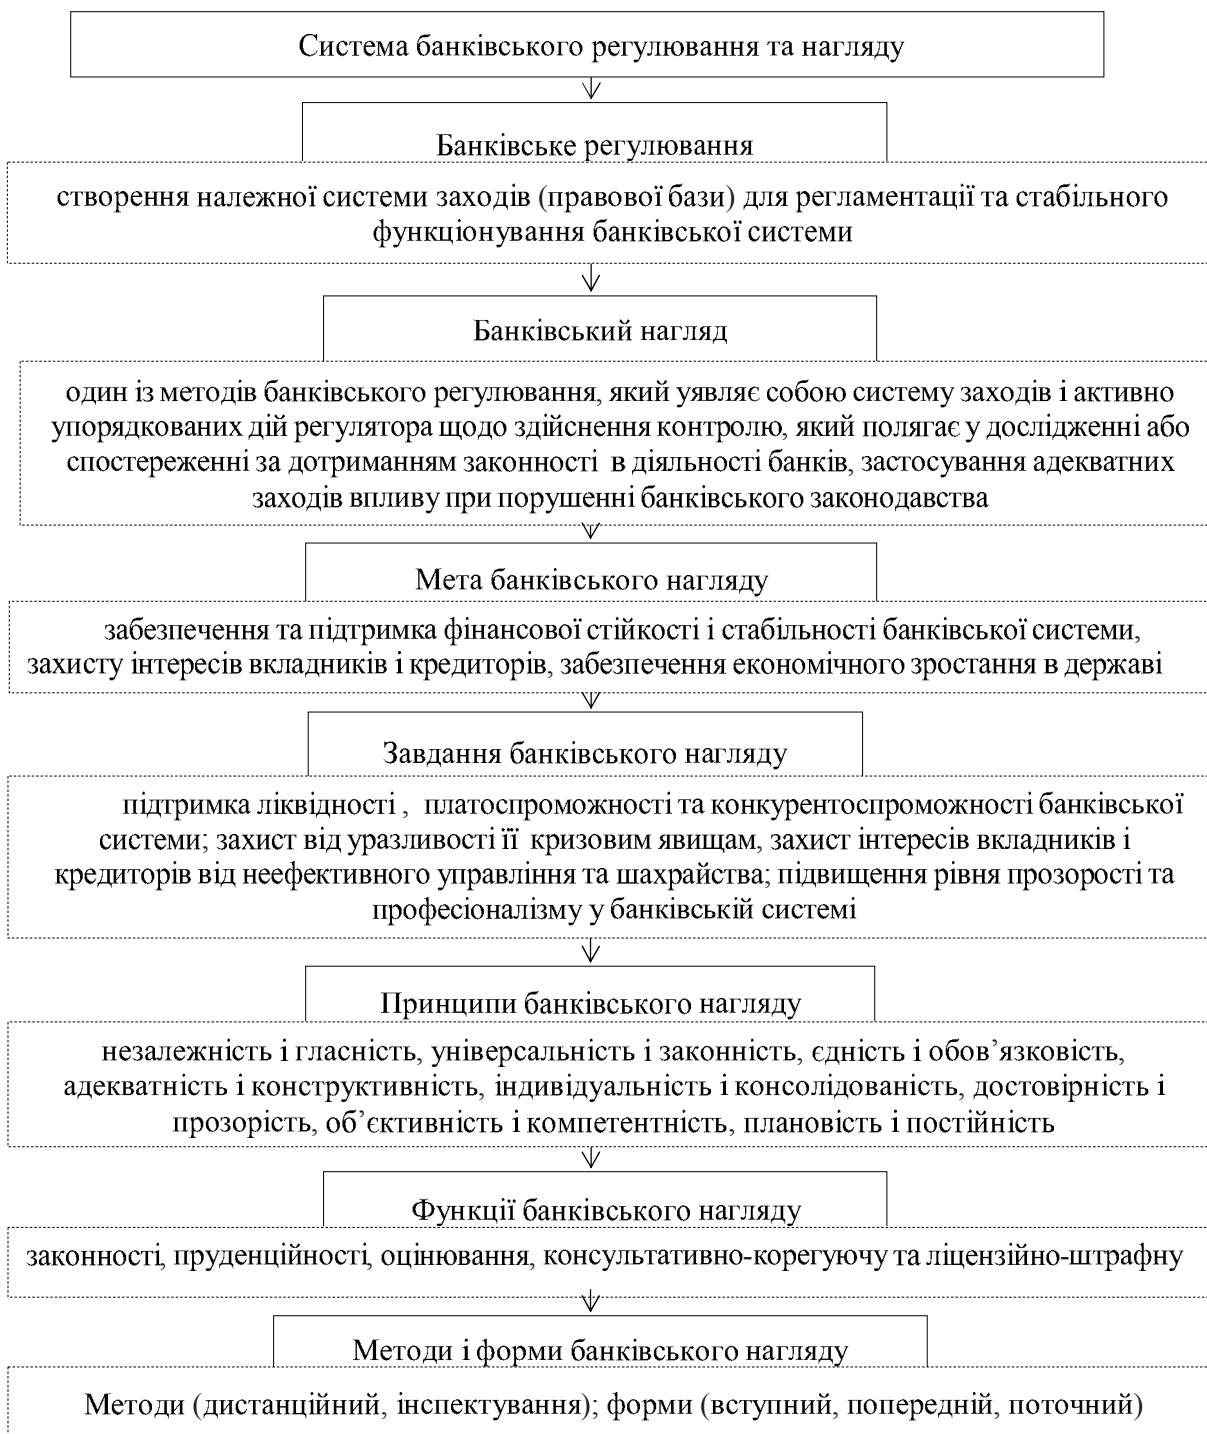 Система банківського регулювання та нагляду
Банківське регулювання
створення належної системи заходів (правової бази) для регламентації та стабільного
функціонування банківської системи
Банківський нагляд
один із методів банківського регулювання, який уявляє собою систему заходів і активно
упорядкованих дій регулятора щодо здійснення контролю, який полягає у дослідженні або
спостереженні за дотриманням законності в діяльності банків, застосування адекватних
заходів впливу при порушенні банківського законодавства
Мета банківського нагляду
забезпечення та підтримка фінансової стійкості і стабільності банківської системи,
захисту інтересів вкладників і кредиторів, забезпечення економічного зростання в державі
Завдання банківського нагляду
підтримка ліквідності , платоспроможності та конкурентоспроможності банківської
системи; захист від уразливості її кризовим явищам, захист інтересів вкладників і
кредиторів від неефективного управління та шахрайства; підвищення рівня прозорості та
професіоналізму у банківській системі
Принципи банківського нагляду
незалежність і гласність, універсальність і законність, єдність і обов’язковість,
адекватність і конструктивність, індивідуальність і консолідованість, достовірність і
прозорість, об’єктивність і компетентність, плановість і постійність
Функції банківського нагляду
законності, пруденційності, оцінювання, консультативно-корегуючу та ліцензійно-штрафну
Методи і форми банківського нагляду
Методи (дистанційний, інспектування); форми (вступний, попередній, поточний)